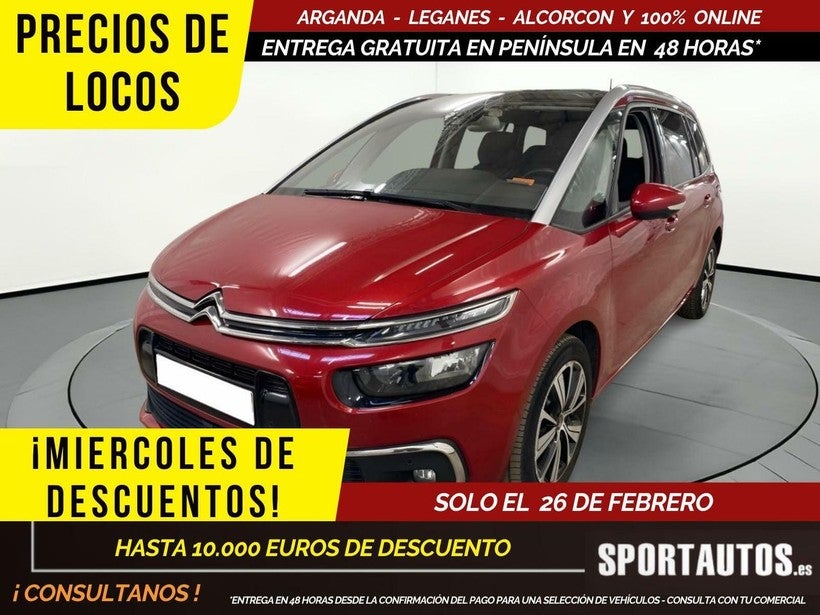 PRECIOS DE
LOCOS
ARGANDA - LEGANES - ALCORCON Y 100% ONLINE
ENTREGA GRATUITA EN PENÍNSULA EN 48 HORAS*
¡MIERCOLES DE
DESCUENTOS!
SOLO EL 26 DE FEBRERO
HASTA 10.000 EUROS DE DESCUENTO
SPORTAUTOS.es
¡ CONSULTANOS !
*ENTREGA EN 48 HORAS DESDE LA CONFIRMACIÓN DEL PAGO PARA UNA SELECCIÓN DE VEHÍCULOS - CONSULTA CON TU COMERCIAL